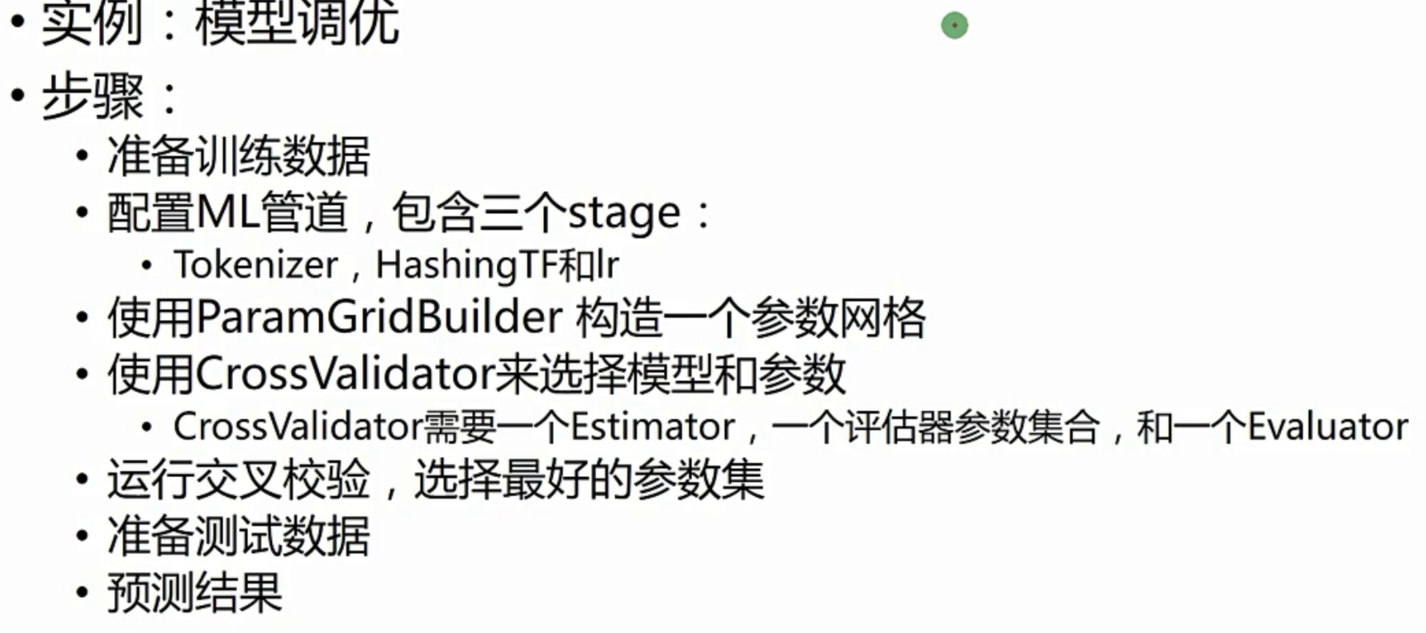 • 实例：模型调优
• 步骤：
• 准备训练数据
• 配置ML管道，包含三个stage：
• Tokenizer，HashingTF和lr
• 使用ParamGridBuilder 构造一个参数网格
• 使用CrossValidator来选择模型和参数
• CrossValidator需要一个Estimator，一个评估器参数集合，和一个Evaluator
• 运行交叉校验，选择最好的参数集
• 准备测试数据
• 预测结果